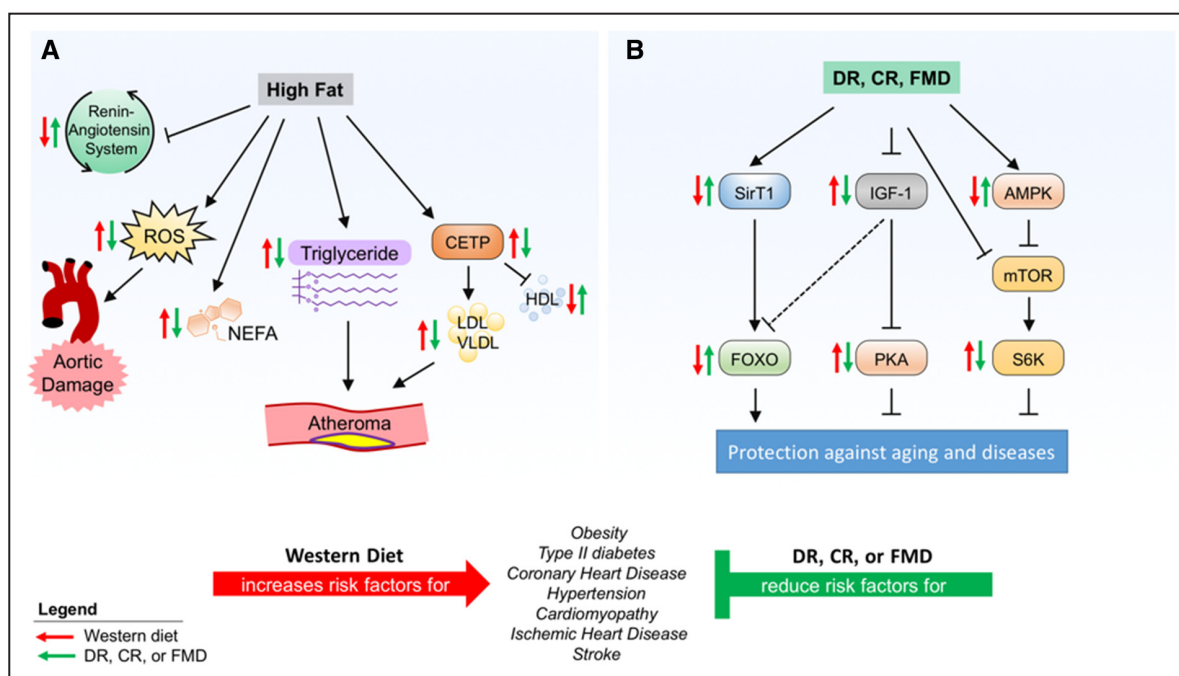 A
High Fat
Renin-
Angiotensin
System
ROS
Triglyceride
CETP
HDL
NEFA
LDL
VLDL
Aortic
Damage
Atheroma
B
DR, CR, FMD
SirT1
IGF-1
AMPK
mTOR
FOXO
PKA
S6K
Protection against aging and diseases
Western Diet
increases risk factors for
Obesity
Type II diabetes
Coronary Heart Disease
Hypertension
Cardiomyopathy
Ischemic Heart Disease
Stroke
DR, CR, or FMD
reduce risk factors for
Legend
Western diet
DR, CR, or FMD